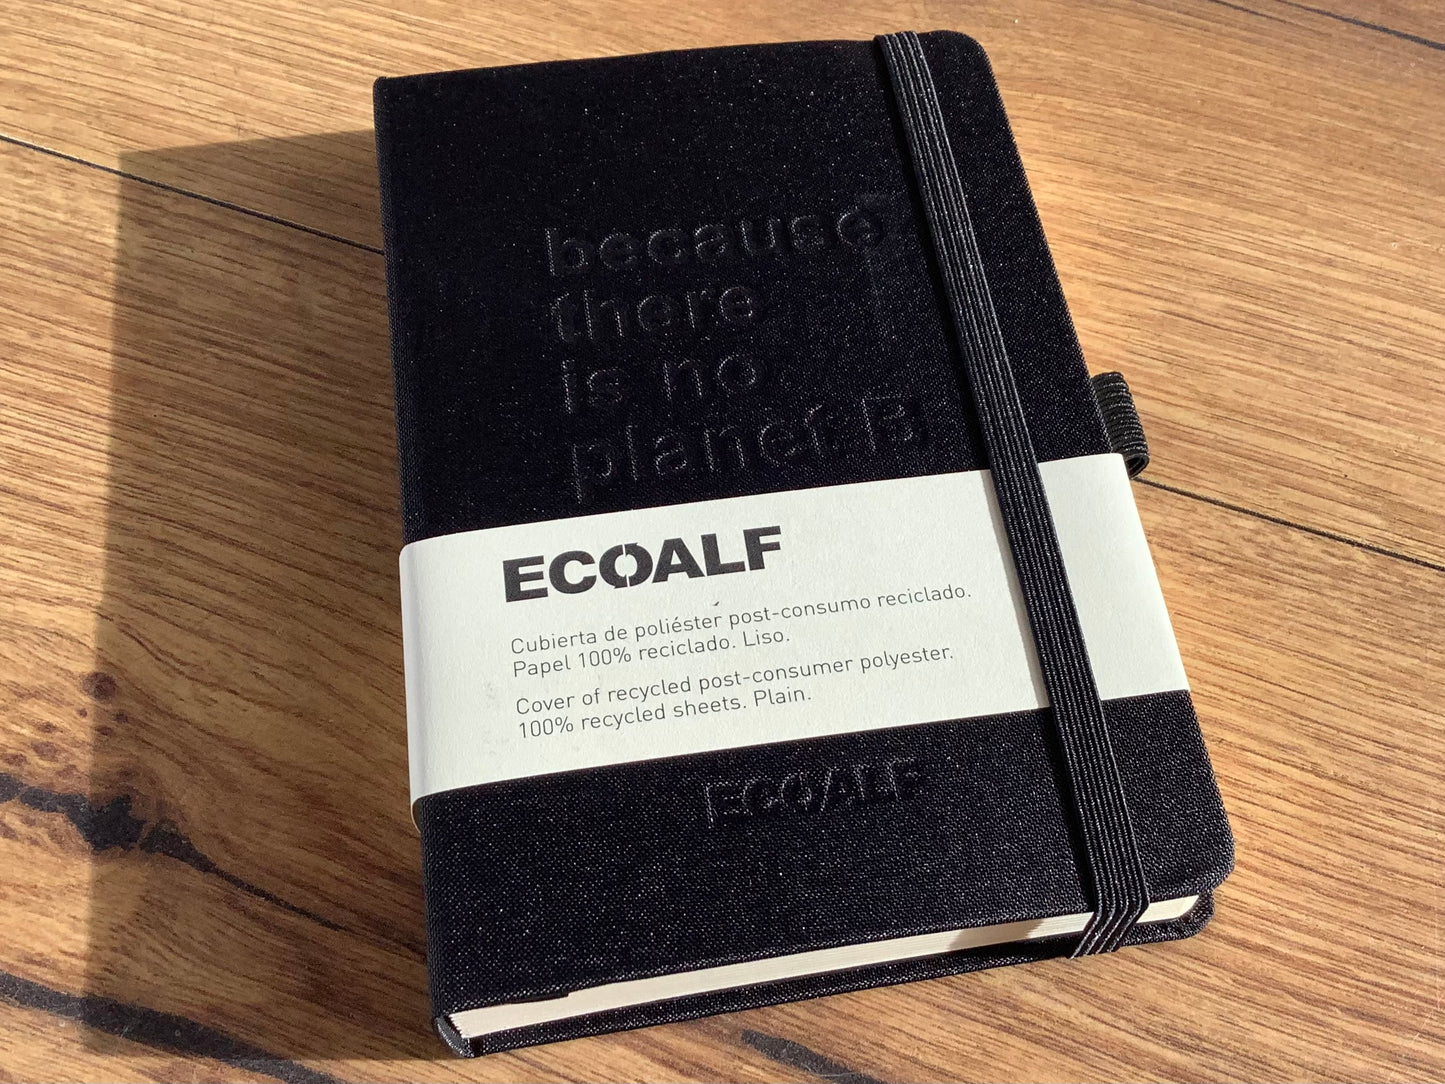 because
there
is no
planet B
ECOALF
Cubierta de poliéster post-consumo reciclado.
Papel 100% reciclado. Liso.
Cover of recycled post-consumer polyester.
100% recycled sheets. Plain.
ECOALF